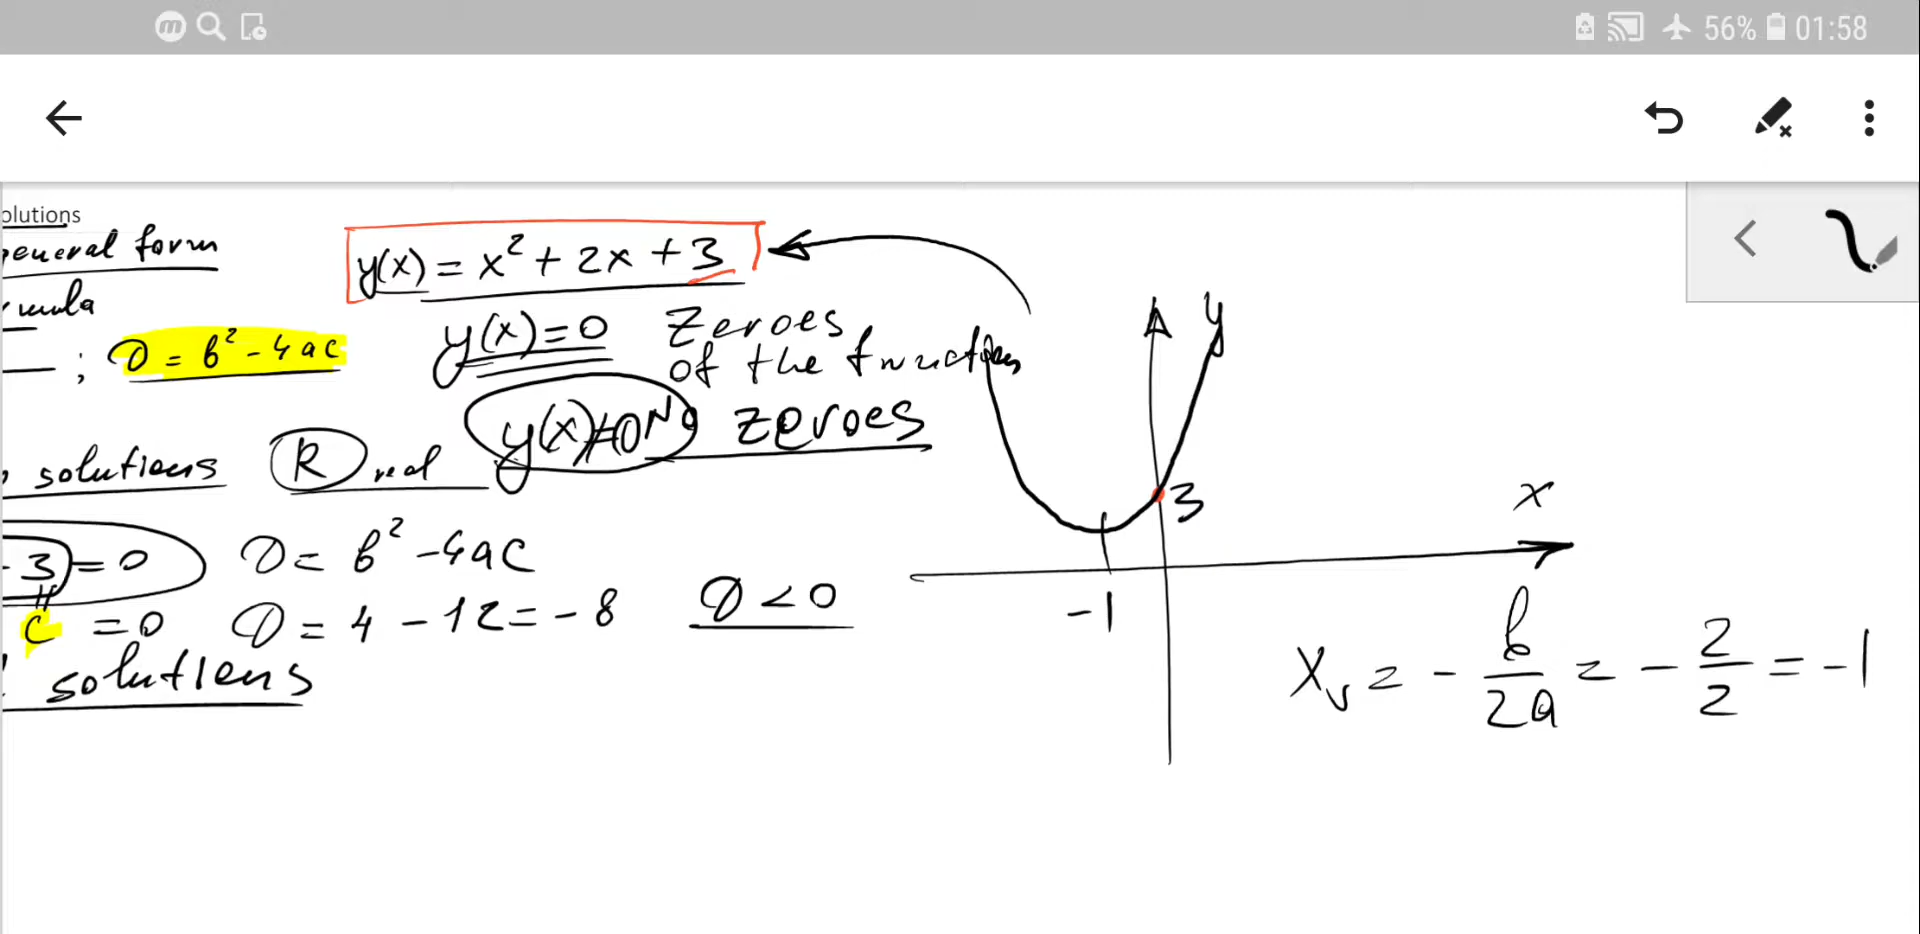 56% 01:58
olutions
general form
y(x) = x² + 2x + 3
rmula
; D = b² - 4ac
y(x) = 0 Zeroes
of the function
y
y(x)≠0 No zeroes
solutions R real
3
x
- 3 = 0 D = b² - 4ac
c = 0 D = 4 - 12 = - 8 D < 0
-1
solutions
Xv = - b/2a = - 2/2 = -1